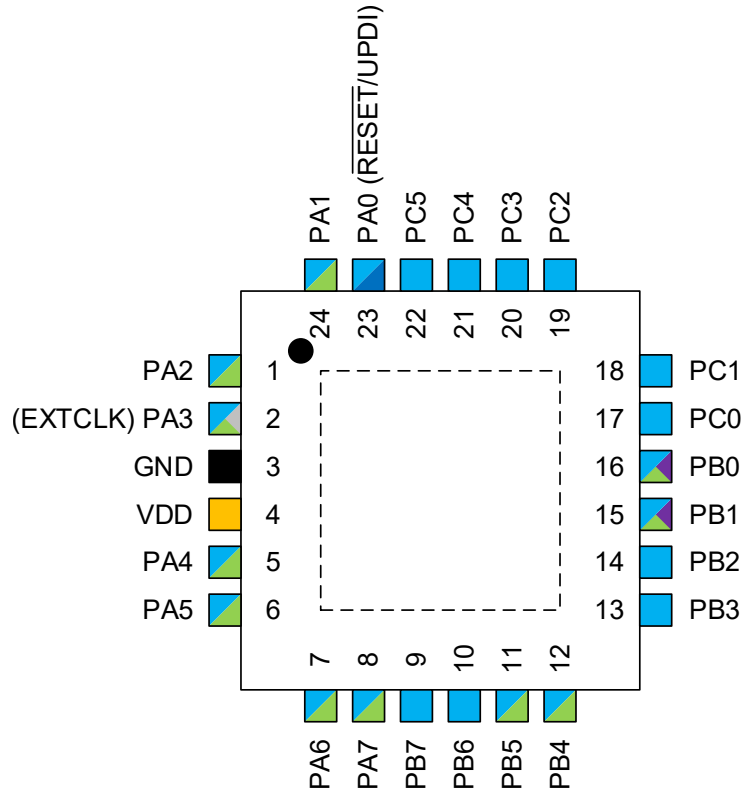 PA1
PA0 (RESET/UPDI)
PC5
PC4
PC3
PC2
24
23
22
21
20
19
PA2 1
(EXTCLK) PA3 2
GND 3
VDD 4
PA4 5
PA5 6
18 PC1
17 PC0
16 PB0
15 PB1
14 PB2
13 PB3
7
8
9
10
11
12
PA6
PA7
PB7
PB6
PB5
PB4